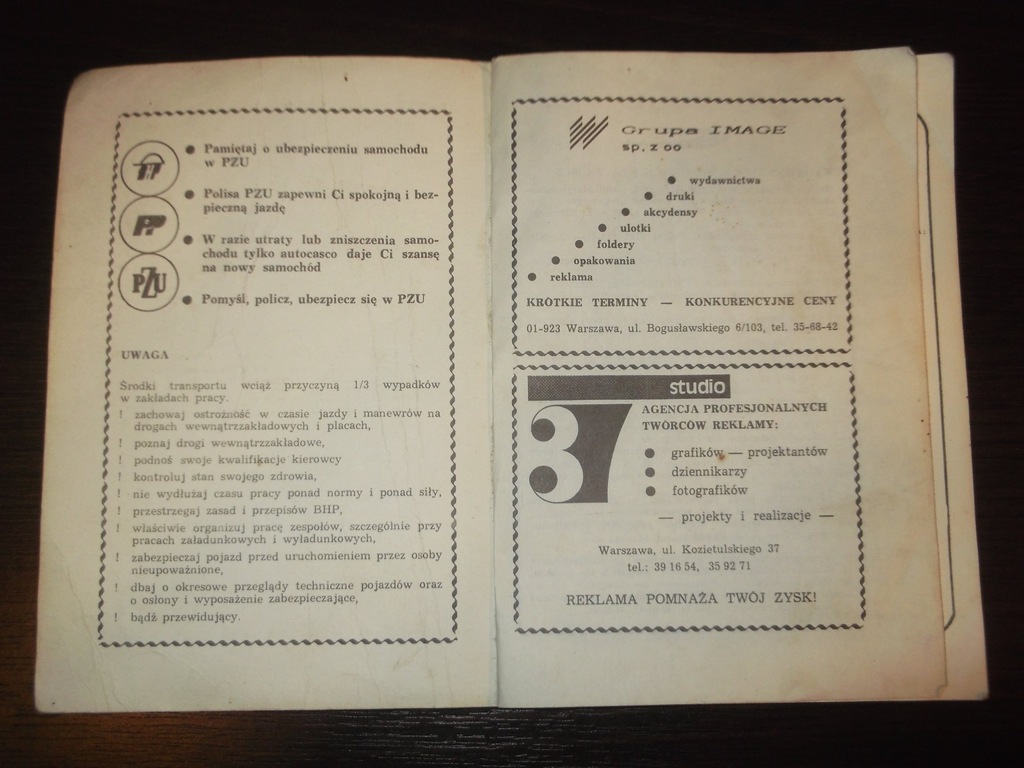 ● Pamiętaj o ubezpieczeniu samochodu
w PZU
● Polisa PZU zapewni Ci spokojną i bez-
pieczną jazdę
● W razie utraty lub zniszczenia samo-
chodu tylko autocasco daje Ci szansę
na nowy samochód
● Pomyśl, policz, ubezpiecz się w PZU
PZU
UWAGA
Środki transportu wciąż przyczyną 1/3 wypadków
w zakładach pracy.
! zachowaj ostrożność w czasie jazdy i manewrów na
drogach wewnątrzzakładowych i placach,
! poznaj drogi wewnątrzzakładowe,
! podnoś swoje kwalifikacje kierowcy
! kontroluj stan swojego zdrowia,
! nie wydłużaj czasu pracy ponad normy i ponad siły,
! przestrzegaj zasad i przepisów BHP,
! właściwie organizuj pracę zespołów, szczególnie przy
pracach załadunkowych i wyładunkowych,
! zabezpieczaj pojazd przed uruchomieniem przez osoby
nieupoważnione,
! dbaj o okresowe przeglądy techniczne pojazdów oraz
o osłony i wyposażenie zabezpieczające,
! bądź przewidujący.
Grupa IMAGE
sp. z oo
● wydawnictwa
● druki
● akcydensy
● ulotki
● foldery
● opakowania
● reklama
KRÓTKIE TERMINY — KONKURENCYJNE CENY
01-923 Warszawa, ul. Bogusławskiego 6/103, tel. 35-68-42
studio
37
AGENCJA PROFESJONALNYCH
TWÓRCÓW REKLAMY:
● grafików — projektantów
● dziennikarzy
● fotografików
— projekty i realizacje —
Warszawa, ul. Kozietulskiego 37
tel.: 39 16 54, 35 92 71
REKLAMA POMNAŻA TWÓJ ZYSK!